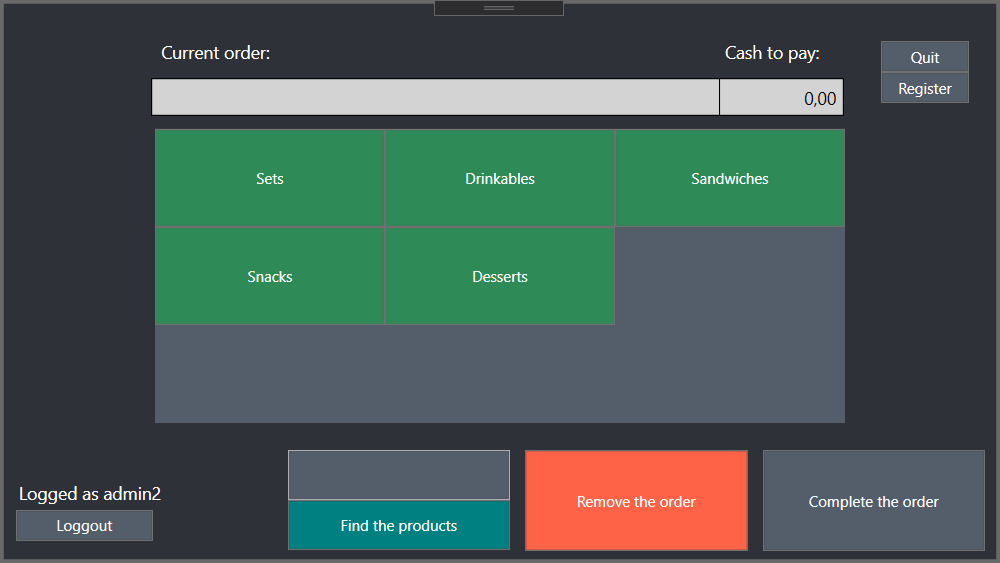 Current order:
Cash to pay:
Quit
Register
0,00
Sets
Drinkables
Sandwiches
Snacks
Desserts
Logged as admin2
Loggout
Find the products
Remove the order
Complete the order